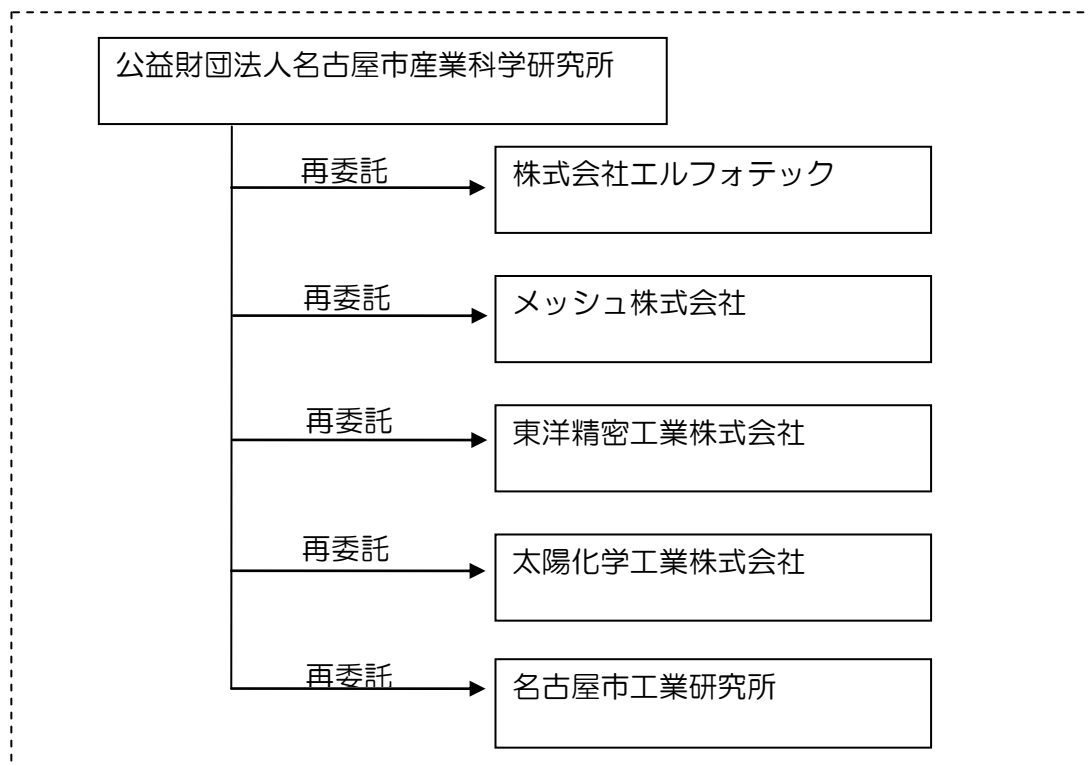 公益財団法人名古屋市産業科学研究所
再委託
株式会社エルフォテック
再委託
メッシュ株式会社
再委託
東洋精密工業株式会社
再委託
太陽化学工業株式会社
再委託
名古屋市工業研究所